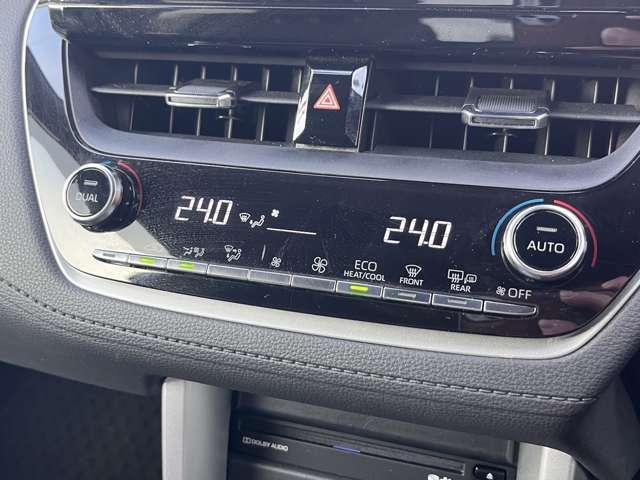 DUAL
24.0
24.0
AUTO
ECO
HEAT/COOL
FRONT
REAR
OFF
DOLBY AUDIO